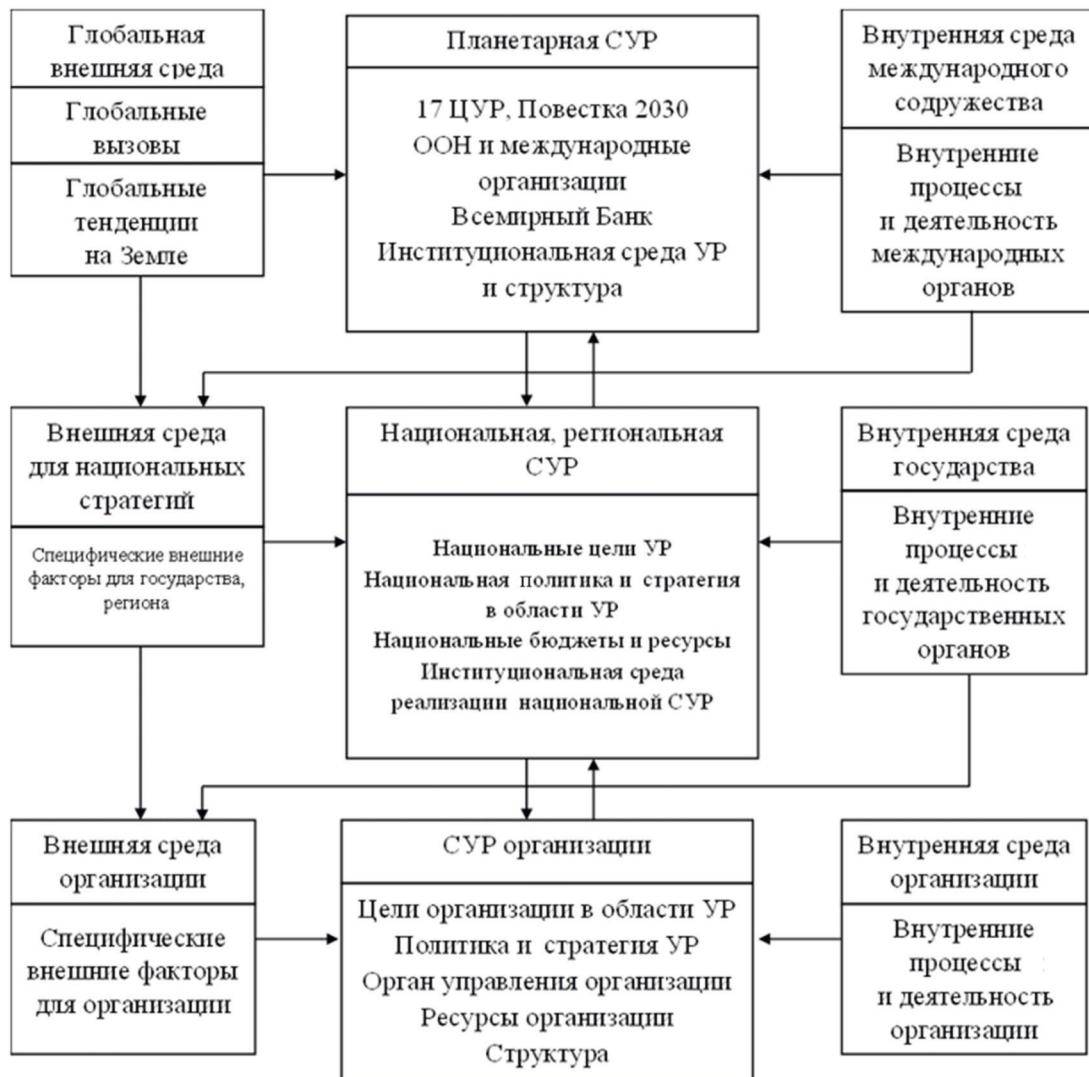 Глобальная
внешняя среда
Глобальные
вызовы
Глобальные
тенденции
на Земле
Планетарная СУР
17 ЦУР, Повестка 2030
ООН и международные
организации
Всемирный Банк
Институциональная среда УР
и структура
Внутренняя среда
международного
содружества
Внутренние
процессы
и деятельность
международных
органов
Внешняя среда
для национальных
стратегий
Специфические внешние
факторы для государства,
региона
Национальная, региональная
СУР
Национальные цели УР
Национальная политика и стратегия
в области УР
Национальные бюджеты и ресурсы
Институциональная среда
реализации национальной СУР
Внутренняя среда
государства
Внутренние
процессы
и деятельность
государственных
органов
Внешняя среда
организации
Специфические
внешние факторы
для организации
СУР организации
Цели организации в области УР
Политика и стратегия УР
Орган управления организации
Ресурсы организации
Структура
Внутренняя среда
организации
Внутренние
процессы
и деятельность
организации